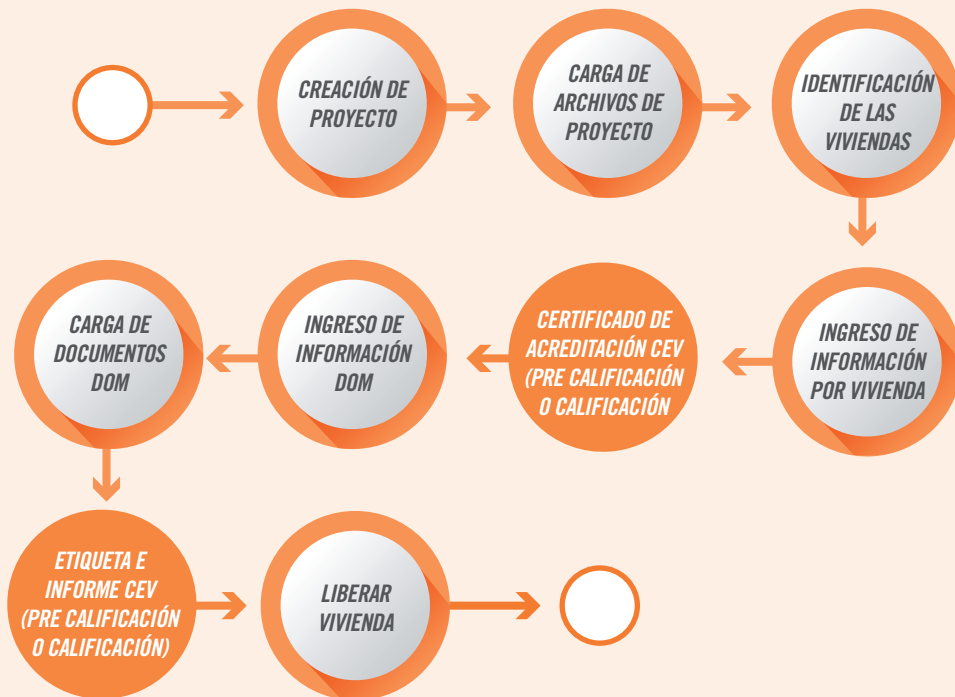 CREACIÓN DE
PROYECTO
CARGA DE
ARCHIVOS DE
PROYECTO
IDENTIFICACIÓN
DE LAS
VIVIENDAS
INGRESO DE
INFORMACIÓN
POR VIVIENDA
CERTIFICADO DE
ACREDITACIÓN CEV
(PRE CALIFICACIÓN
O CALIFICACIÓN
INGRESO DE
INFORMACIÓN
DOM
CARGA DE
DOCUMENTOS
DOM
ETIQUETA E
INFORME CEV
(PRE CALIFICACIÓN
O CALIFICACIÓN)
LIBERAR
VIVIENDA